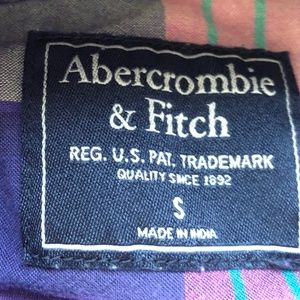 Abercrombie
& Fitch
REG. U.S. PAT. TRADEMARK
QUALITY SINCE 1892
S
MADE IN INDIA